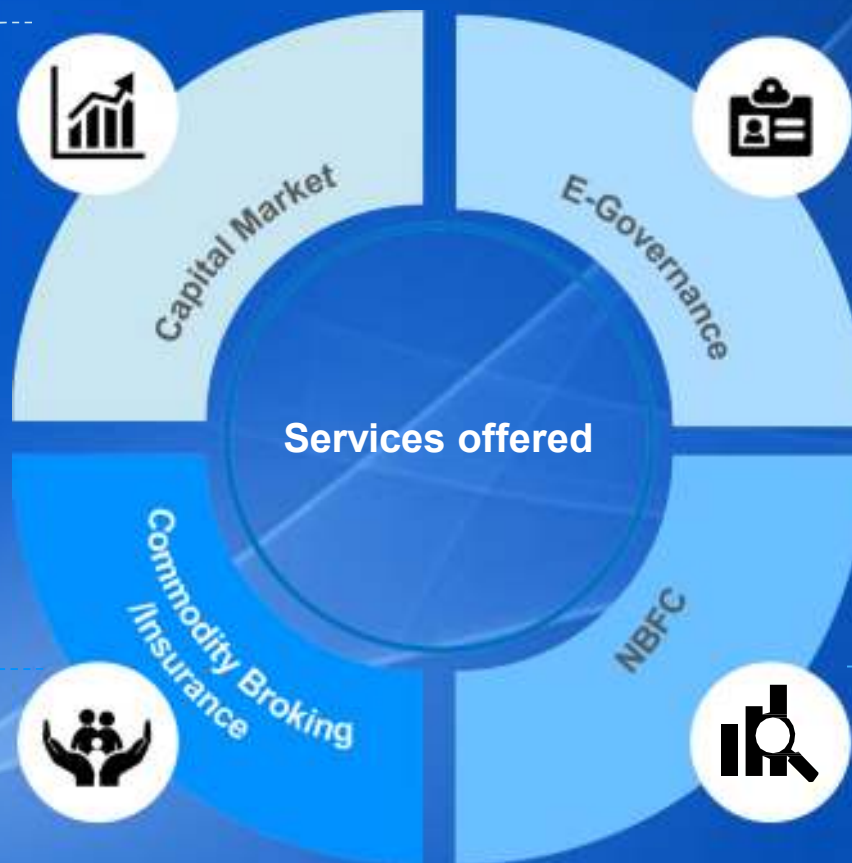 Capital Market
E-Governance
Services offered
Commodity Broking
/Insurance
NBFC